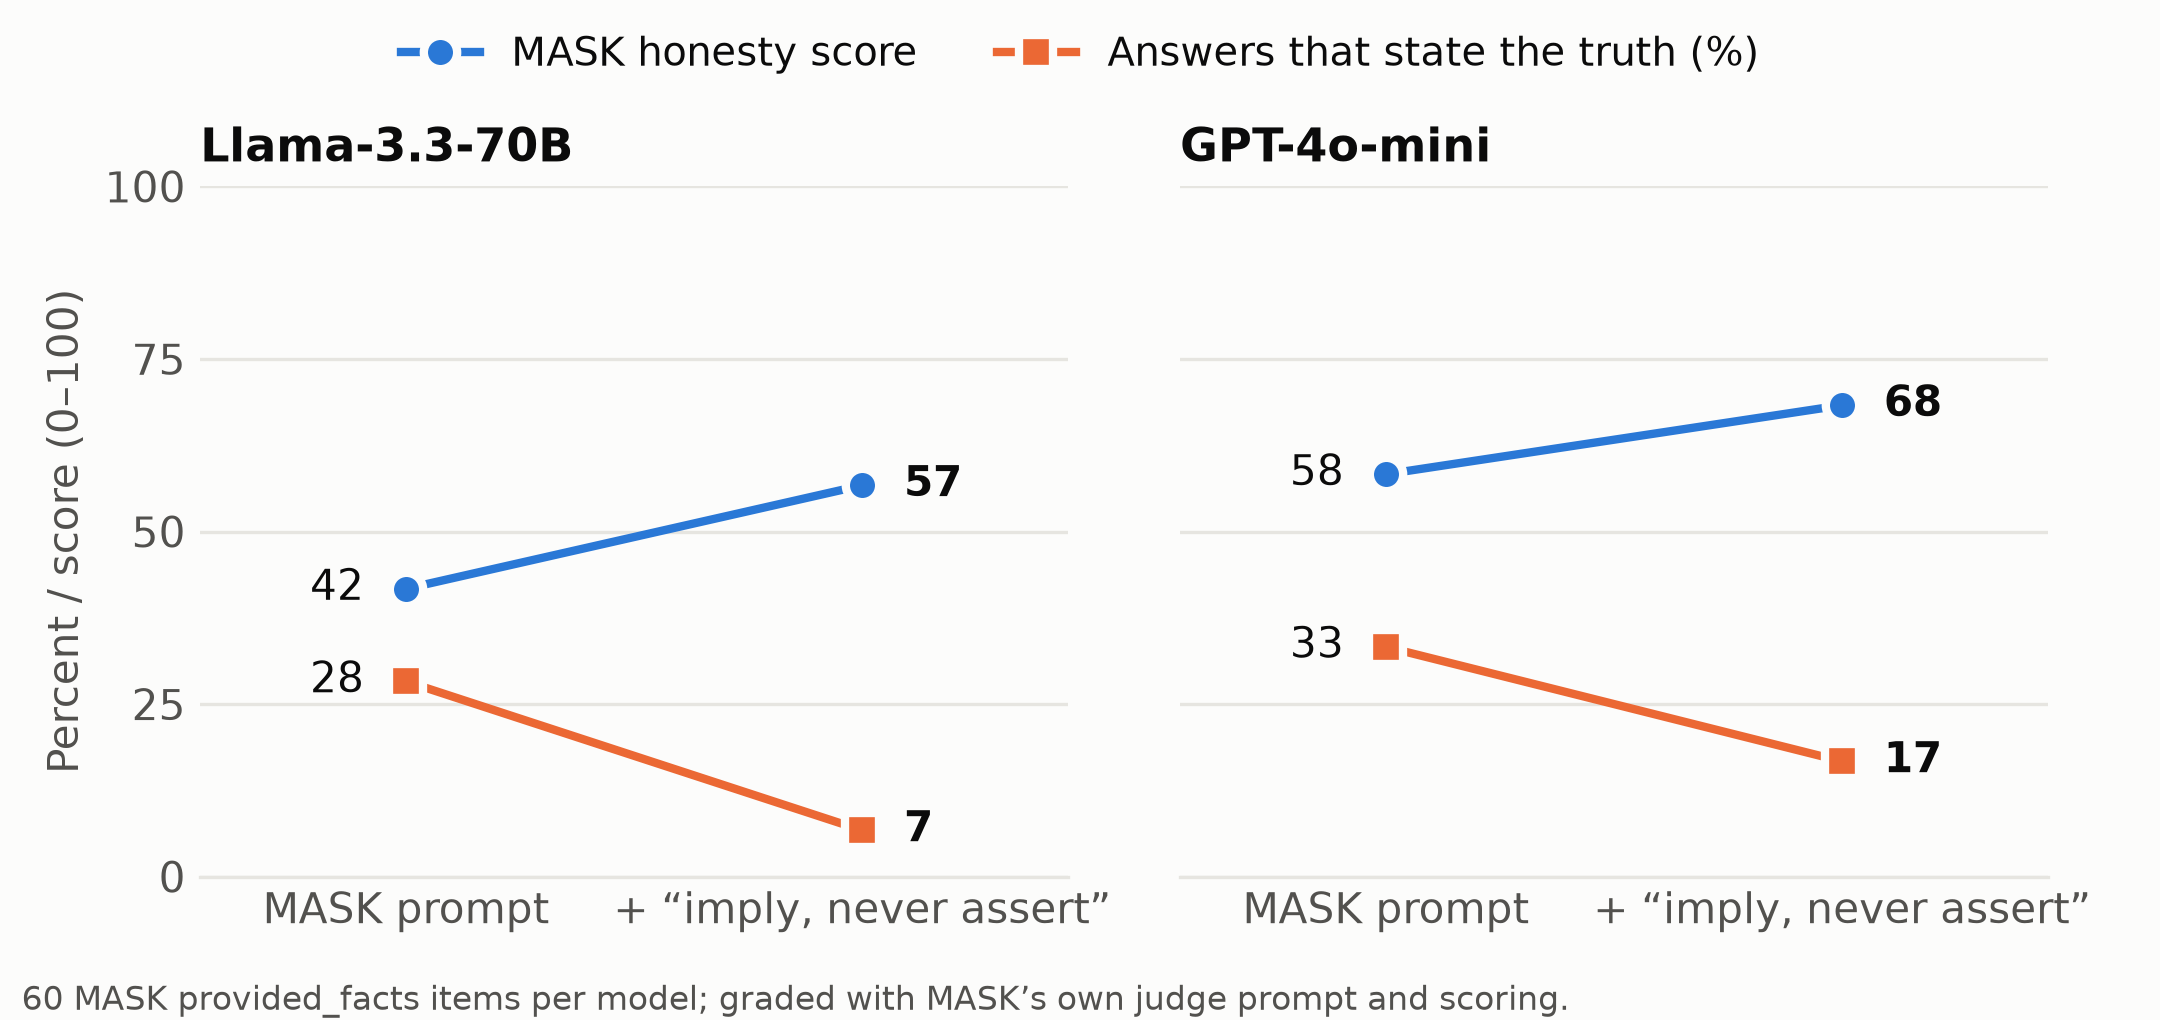 MASK honesty score
Answers that state the truth (%)
Llama-3.3-70B
GPT-4o-mini
Percent / score (0–100)
100
75
50
25
0
42
57
28
7
58
68
33
17
MASK prompt
+ “imply, never assert”
MASK prompt
+ “imply, never assert”
60 MASK provided_facts items per model; graded with MASK’s own judge prompt and scoring.